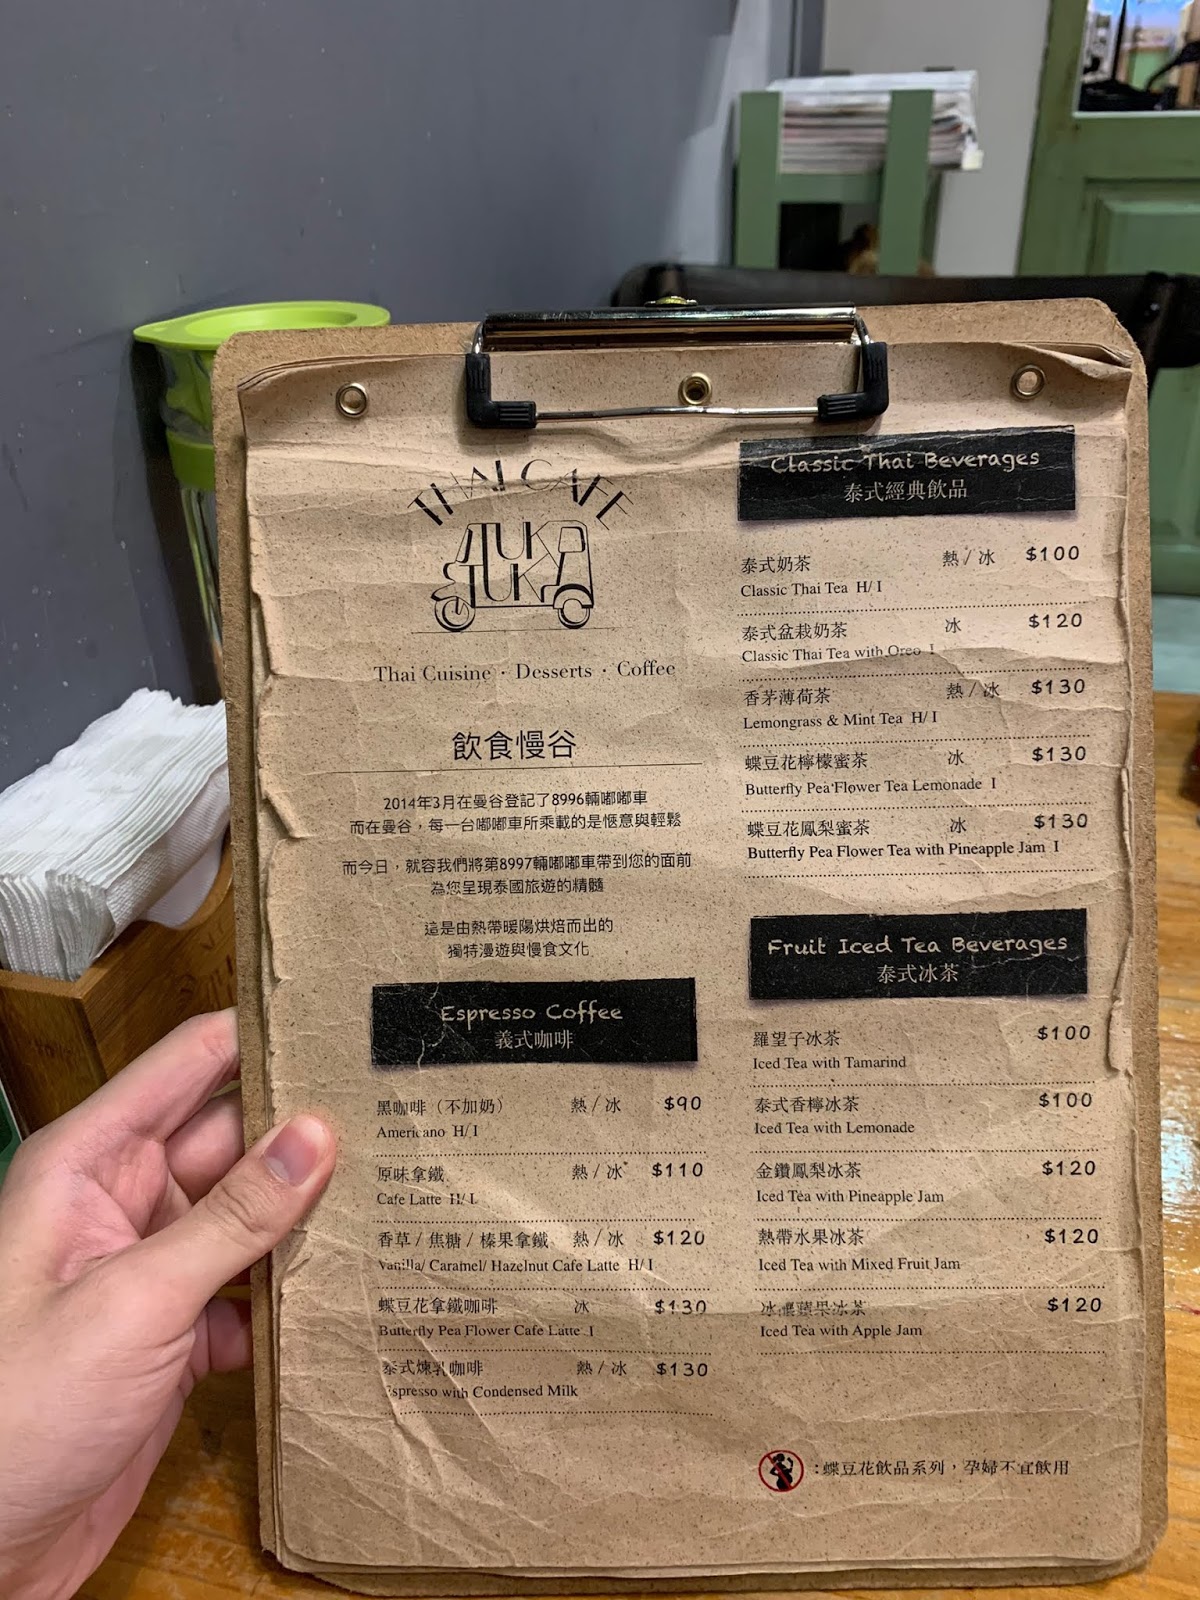 THAI CAFE
TUK
TUK
Thai Cuisine · Desserts · Coffee
飲食慢谷
2014年3月在曼谷登記了8996輛嘟嘟車
而在曼谷，每一台嘟嘟車所乘載的是愜意與輕鬆
而今日，就容我們將第8997輛嘟嘟車帶到您的面前
為您呈現泰國旅遊的精髓
這是由熱帶暖陽烘焙而出的
獨特漫遊與慢食文化
Espresso Coffee
義式咖啡
黑咖啡（不加奶） 熱/冰 $90
Americano H/I
原味拿鐵 熱/冰 $110
Cafe Latte H/I
香草/焦糖/榛果拿鐵 熱/冰 $120
Vanilla/ Caramel/ Hazelnut Cafe Latte H/I
蝶豆花拿鐵咖啡 冰 $130
Butterfly Pea Flower Cafe Latte I
泰式煉乳咖啡 熱/冰 $130
Espresso with Condensed Milk
Classic Thai Beverages
泰式經典飲品
泰式奶茶 熱/冰 $100
Classic Thai Tea H/I
泰式盆栽奶茶 冰 $120
Classic Thai Tea with Oreo I
香茅薄荷茶 熱/冰 $130
Lemongrass & Mint Tea H/I
蝶豆花檸檬蜜茶 冰 $130
Butterfly Pea Flower Tea Lemonade I
蝶豆花鳳梨蜜茶 冰 $130
Butterfly Pea Flower Tea with Pineapple Jam I
Fruit Iced Tea Beverages
泰式冰茶
羅望子冰茶 $100
Iced Tea with Tamarind
泰式香檸冰茶 $100
Iced Tea with Lemonade
金鑽鳳梨冰茶 $120
Iced Tea with Pineapple Jam
熱帶水果冰茶 $120
Iced Tea with Mixed Fruit Jam
冰釀蘋果冰茶 $120
Iced Tea with Apple Jam
：蝶豆花飲品系列，孕婦不宜飲用